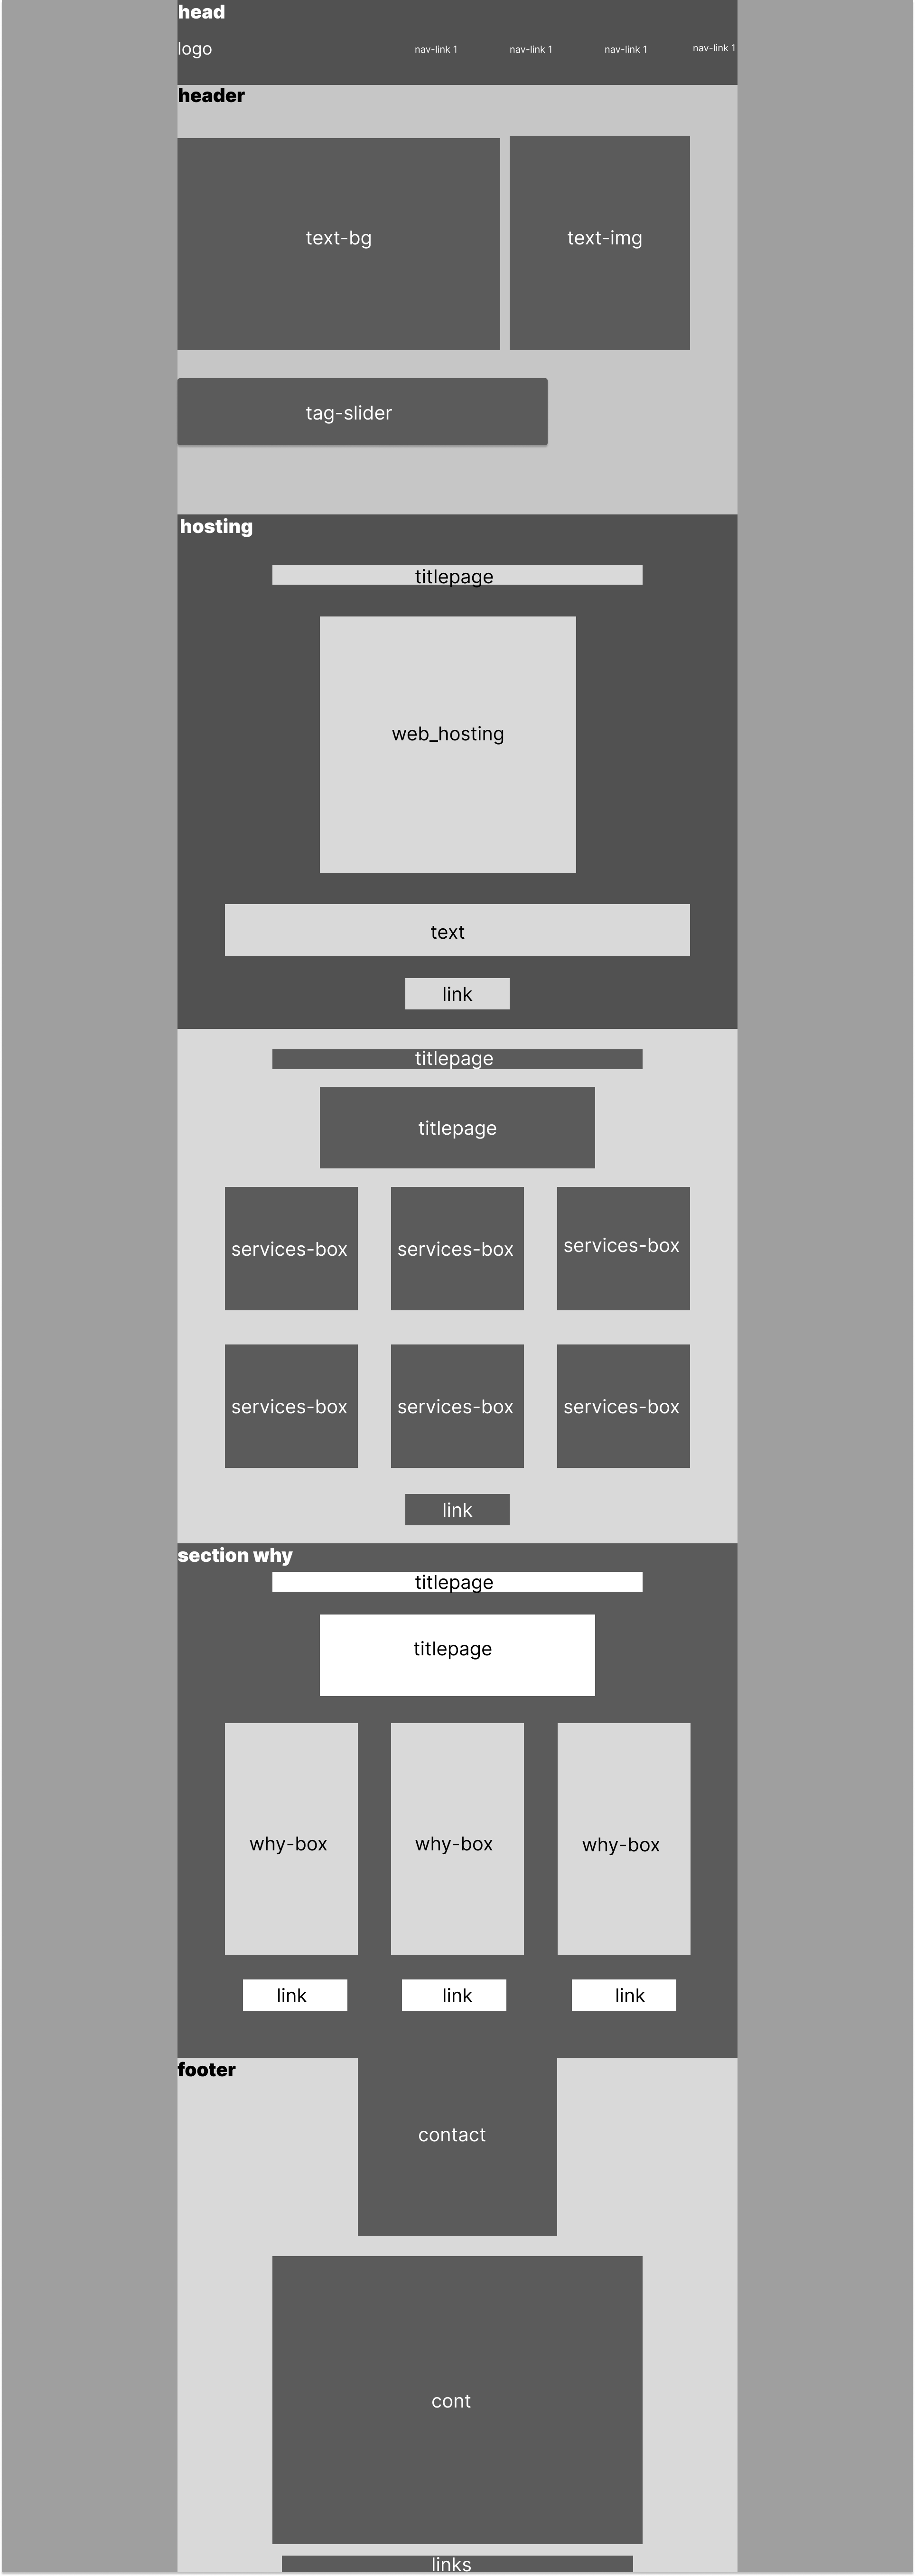 head
logo nav-link 1 nav-link 1 nav-link 1 nav-link 1
header
text-bg text-img
tag-slider
hosting
titlepage
web_hosting
text
link
titlepage
titlepage
services-box services-box services-box
services-box services-box services-box
link
section why
titlepage
titlepage
why-box why-box why-box
link link link
footer
contact
cont
links